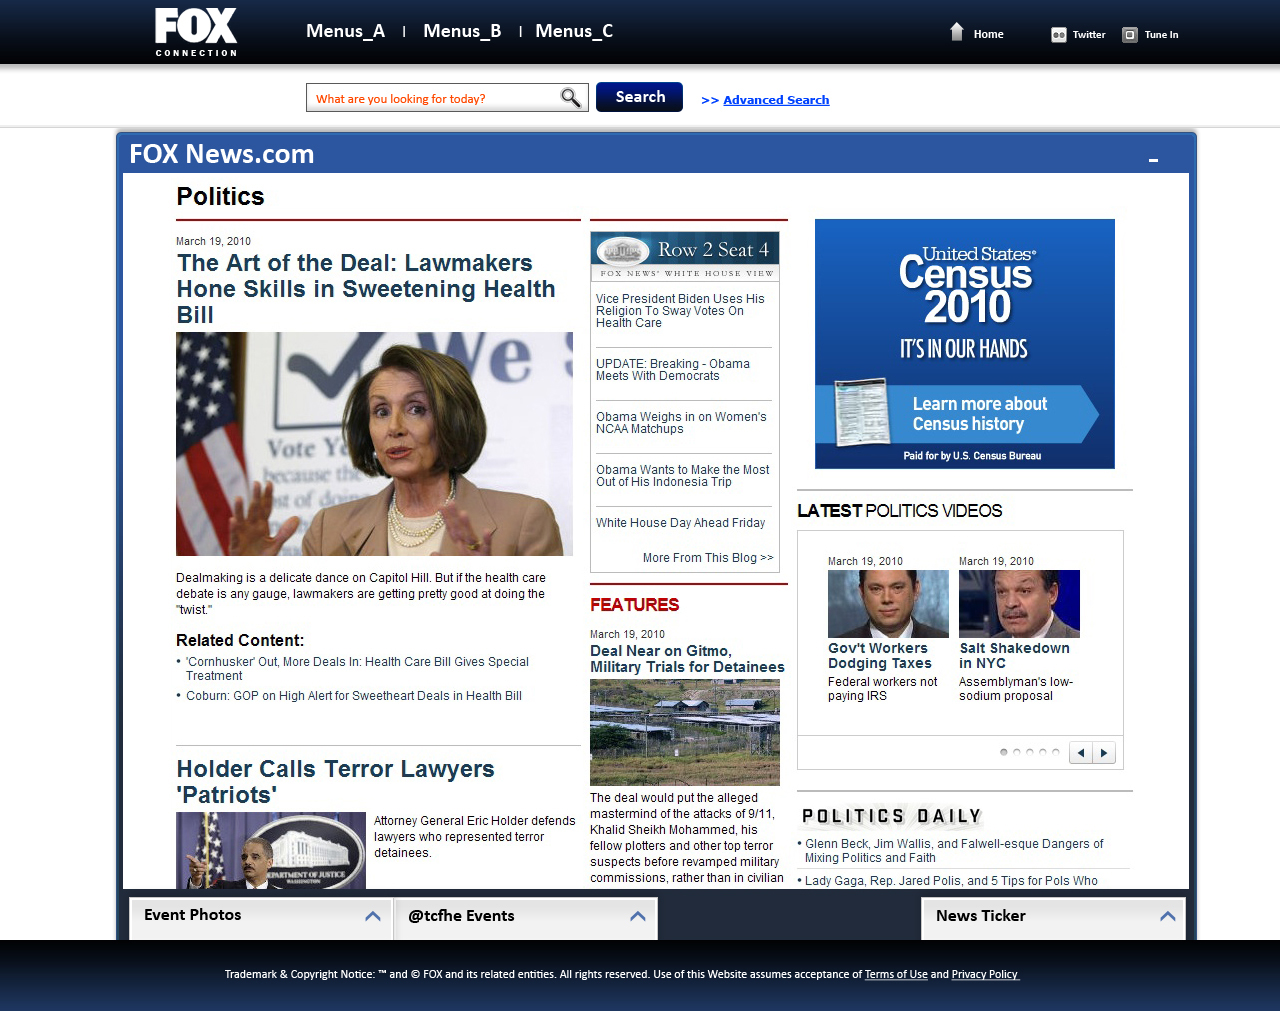 FOX
CONNECTION
Menus_A | Menus_B | Menus_C
Home
Twitter
Tune In
What are you looking for today?
Search
>> Advanced Search
FOX News.com
Politics
March 19, 2010
The Art of the Deal: Lawmakers
Hone Skills in Sweetening Health
Bill
We S
Vote Ye
because the
st of doing
Dealmaking is a delicate dance on Capitol Hill. But if the health care
debate is any gauge, lawmakers are getting pretty good at doing the
"twist."
Related Content:
• 'Cornhusker' Out, More Deals In: Health Care Bill Gives Special
Treatment
• Coburn: GOP on High Alert for Sweetheart Deals in Health Bill
Holder Calls Terror Lawyers
'Patriots'
Attorney General Eric Holder defends
lawyers who represented terror
detainees.
DEPARTMENT OF JUSTICE
WASHINGTON
Row 2 Seat 4
FOX NEWS' WHITE HOUSE VIEW
Vice President Biden Uses His
Religion To Sway Votes On
Health Care
UPDATE: Breaking - Obama
Meets With Democrats
Obama Weighs in on Women's
NCAA Matchups
Obama Wants to Make the Most
Out of His Indonesia Trip
White House Day Ahead Friday
More From This Blog >>
FEATURES
March 19, 2010
Deal Near on Gitmo,
Military Trials for Detainees
The deal would put the alleged
mastermind of the attacks of 9/11,
Khalid Sheikh Mohammed, his
fellow plotters and other top terror
suspects before revamped military
commissions, rather than in civilian
United States®
Census
2010
IT'S IN OUR HANDS
Learn more about
Census history
Paid for by U.S. Census Bureau
LATEST POLITICS VIDEOS
March 19, 2010
Gov't Workers
Dodging Taxes
Federal workers not
paying IRS
March 19, 2010
Salt Shakedown
in NYC
Assemblyman's low-
sodium proposal
POLITICS DAILY
• Glenn Beck, Jim Wallis, and Falwell-esque Dangers of
Mixing Politics and Faith
• Lady Gaga, Rep. Jared Polis, and 5 Tips for Pols Who
Event Photos
@tcfhe Events
News Ticker
Trademark & Copyright Notice: ™ and © FOX and its related entities. All rights reserved. Use of this Website assumes acceptance of Terms of Use and Privacy Policy